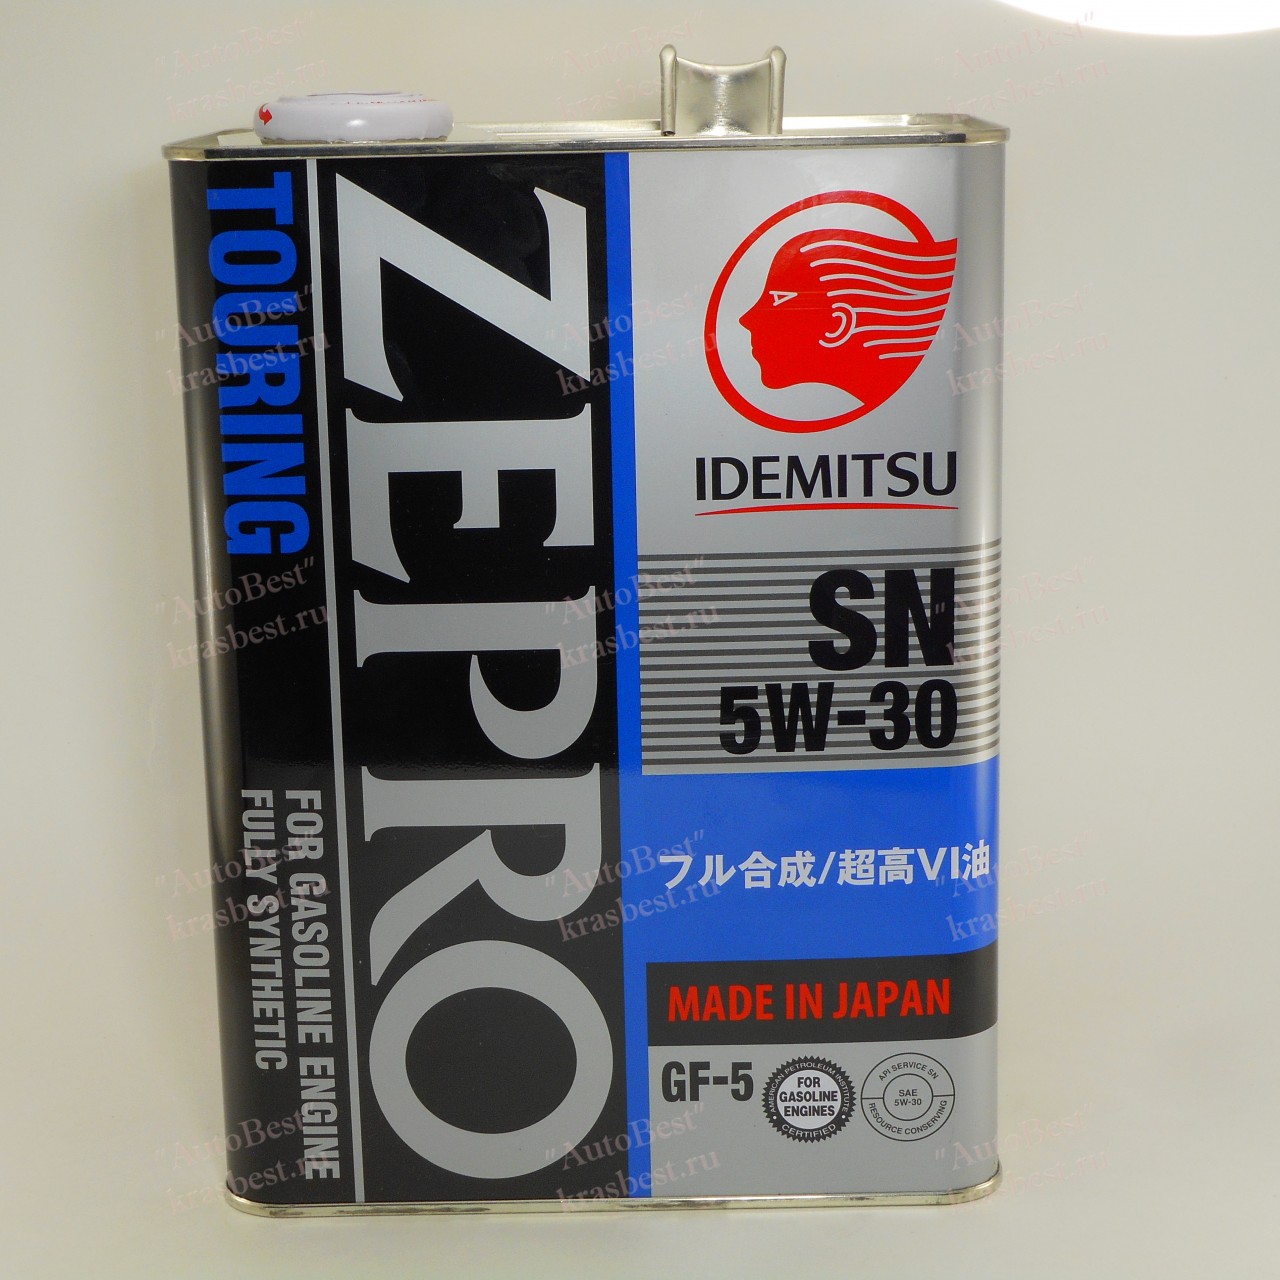 TOURING
ZEPRO
FOR GASOLINE ENGINE
FULLY SYNTHETIC
IDEMITSU
SN
5W-30
フル合成/超高VI油
MADE IN JAPAN
GF-5
AMERICAN PETROLEUM INSTITUTE
FOR
GASOLINE
ENGINES
CERTIFIED
API SERVICE SN
SAE
5W-30
RESOURCE CONSERVING
"AutoBest"
krasbest.ru